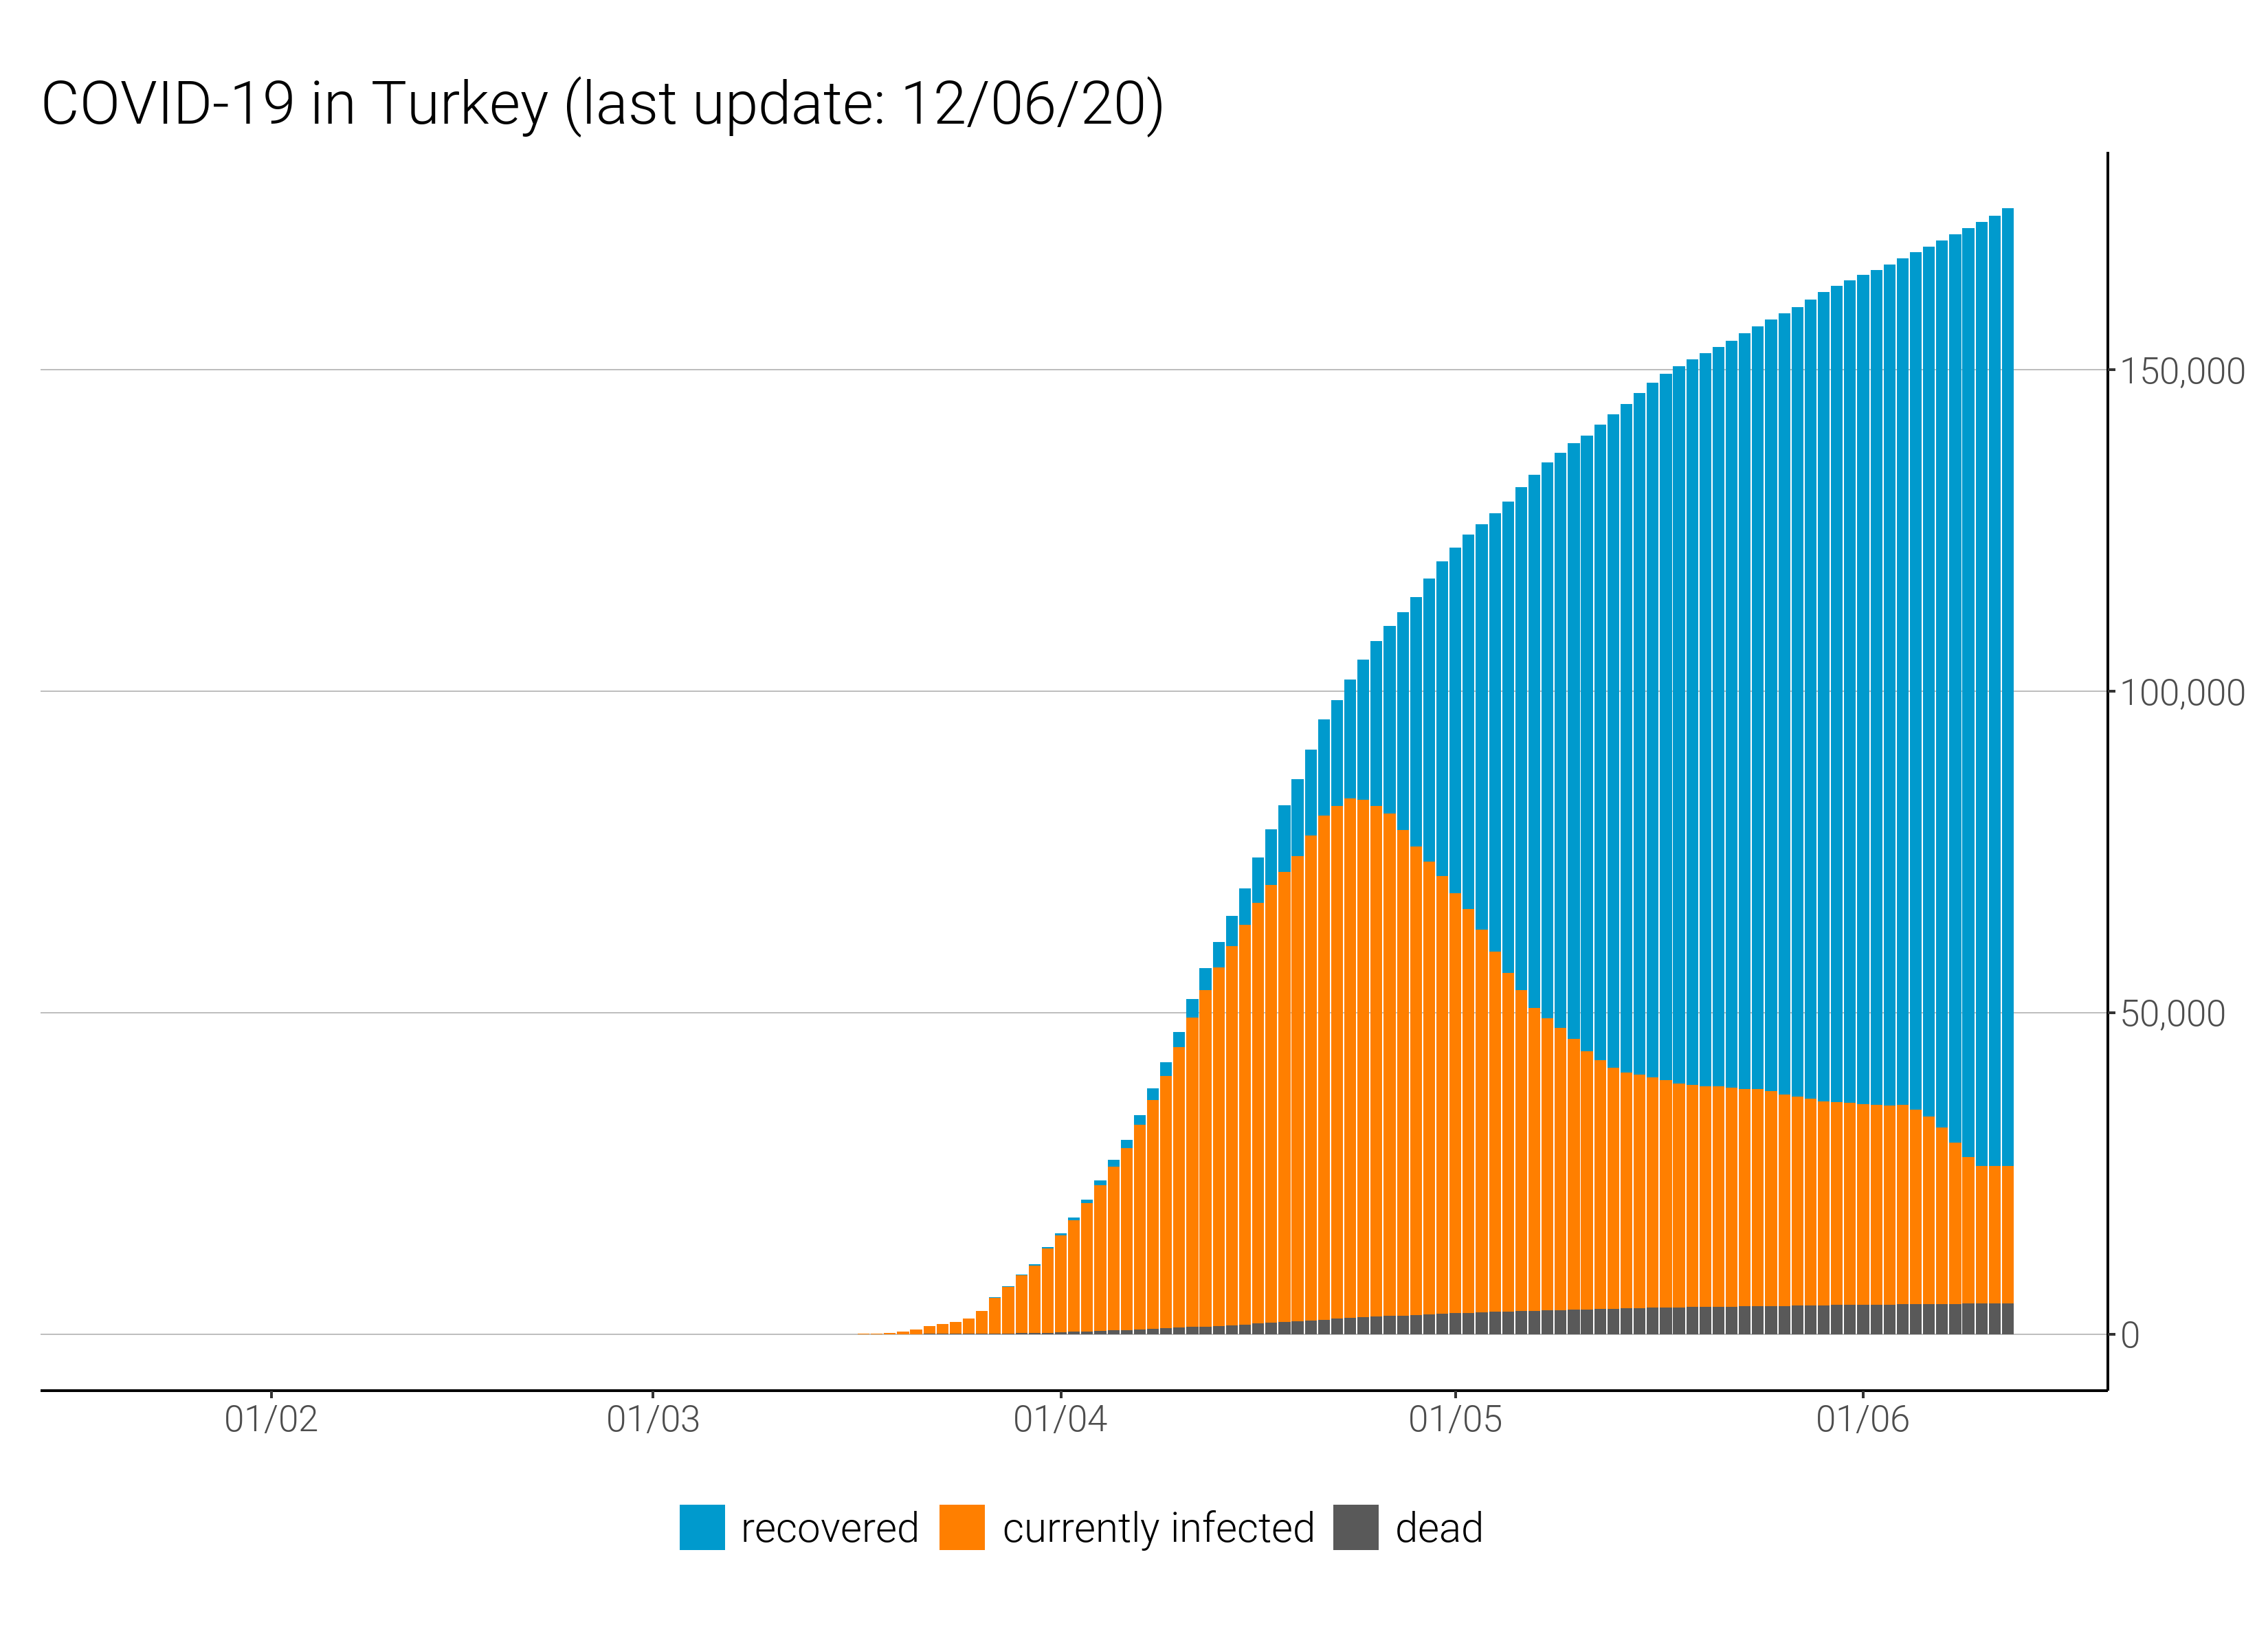 COVID-19 in Turkey (last update: 12/06/20)
150,000
100,000
50,000
0
01/02 01/03 01/04 01/05 01/06
recovered currently infected dead